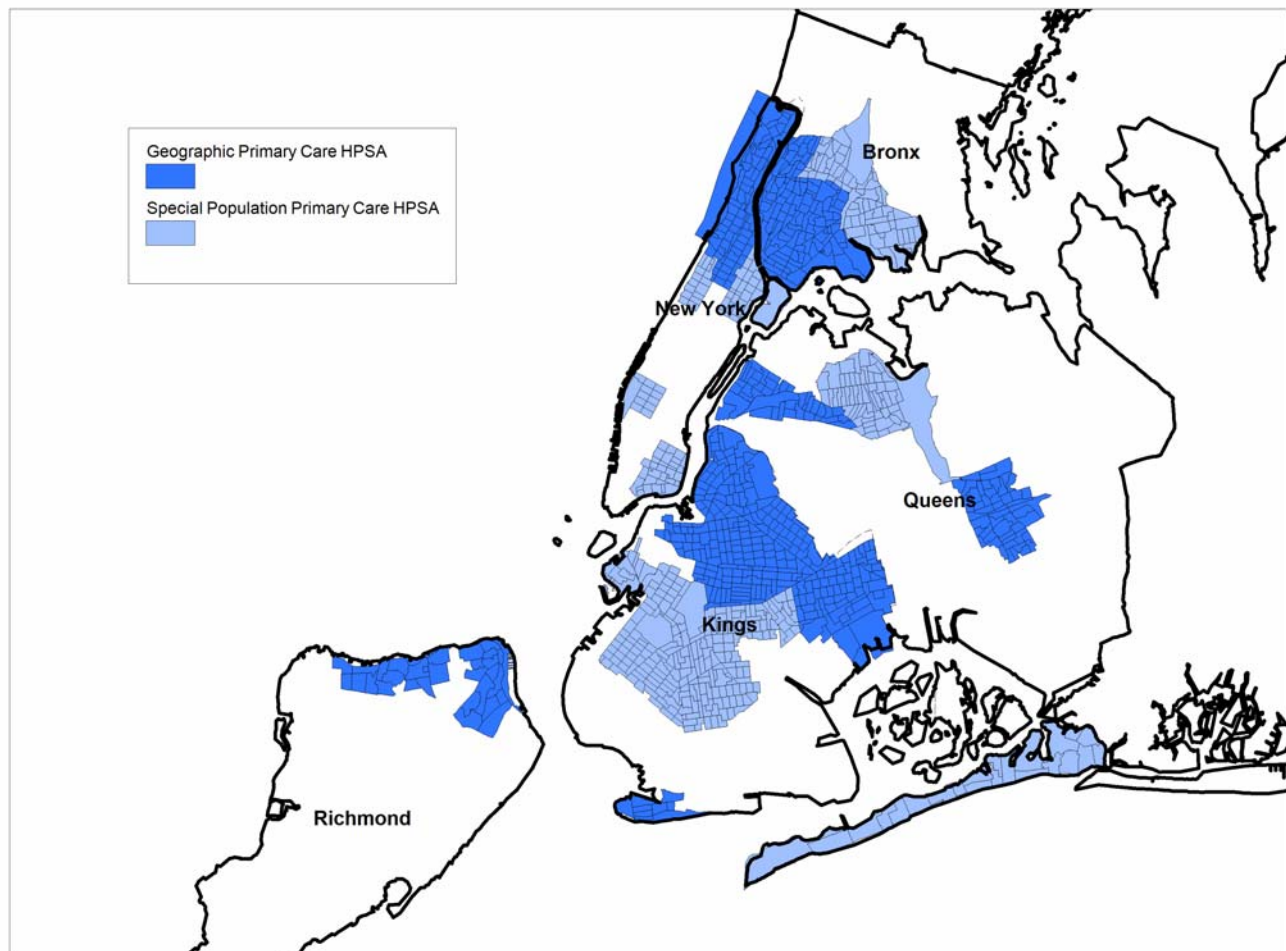 Geographic Primary Care HPSA
Special Population Primary Care HPSA
Bronx
New York
Queens
Kings
Richmond